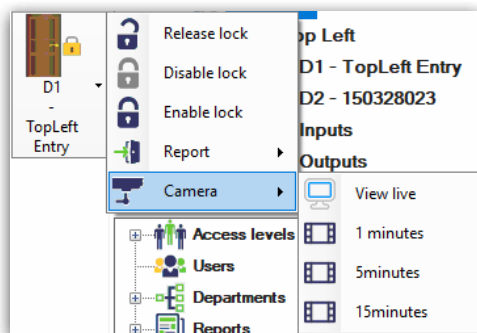 D1
-
TopLeft
Entry
Release lock
Disable lock
Enable lock
Report
Camera
op Left
D1 - TopLeft Entry
D2 - 150328023
Inputs
Outputs
View live
1 minutes
5minutes
15minutes
Access levels
Users
Departments
Reports